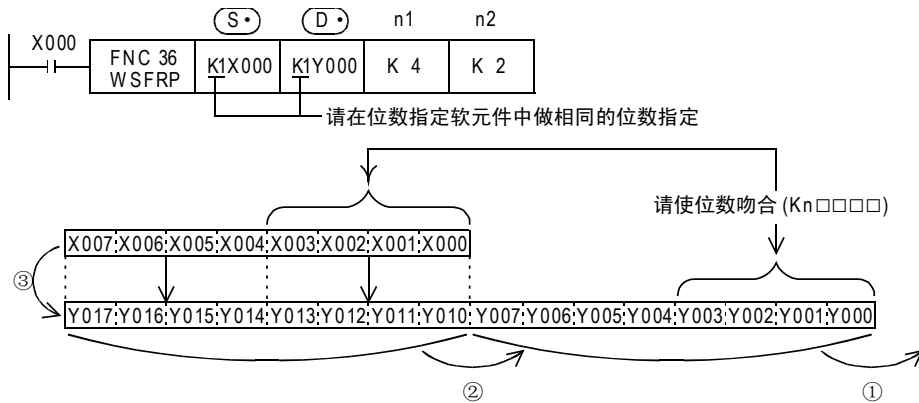 S• D• n1 n2
X000
FNC 36 WSFRP K1X000 K1Y000 K 4 K 2
请在位数指定软元件中做相同的位数指定
请使位数吻合 (Kn□□□□)
X007 X006 X005 X004 X003 X002 X001 X000
③
Y017 Y016 Y015 Y014 Y013 Y012 Y011 Y010 Y007 Y006 Y005 Y004 Y003 Y002 Y001 Y000
② ①